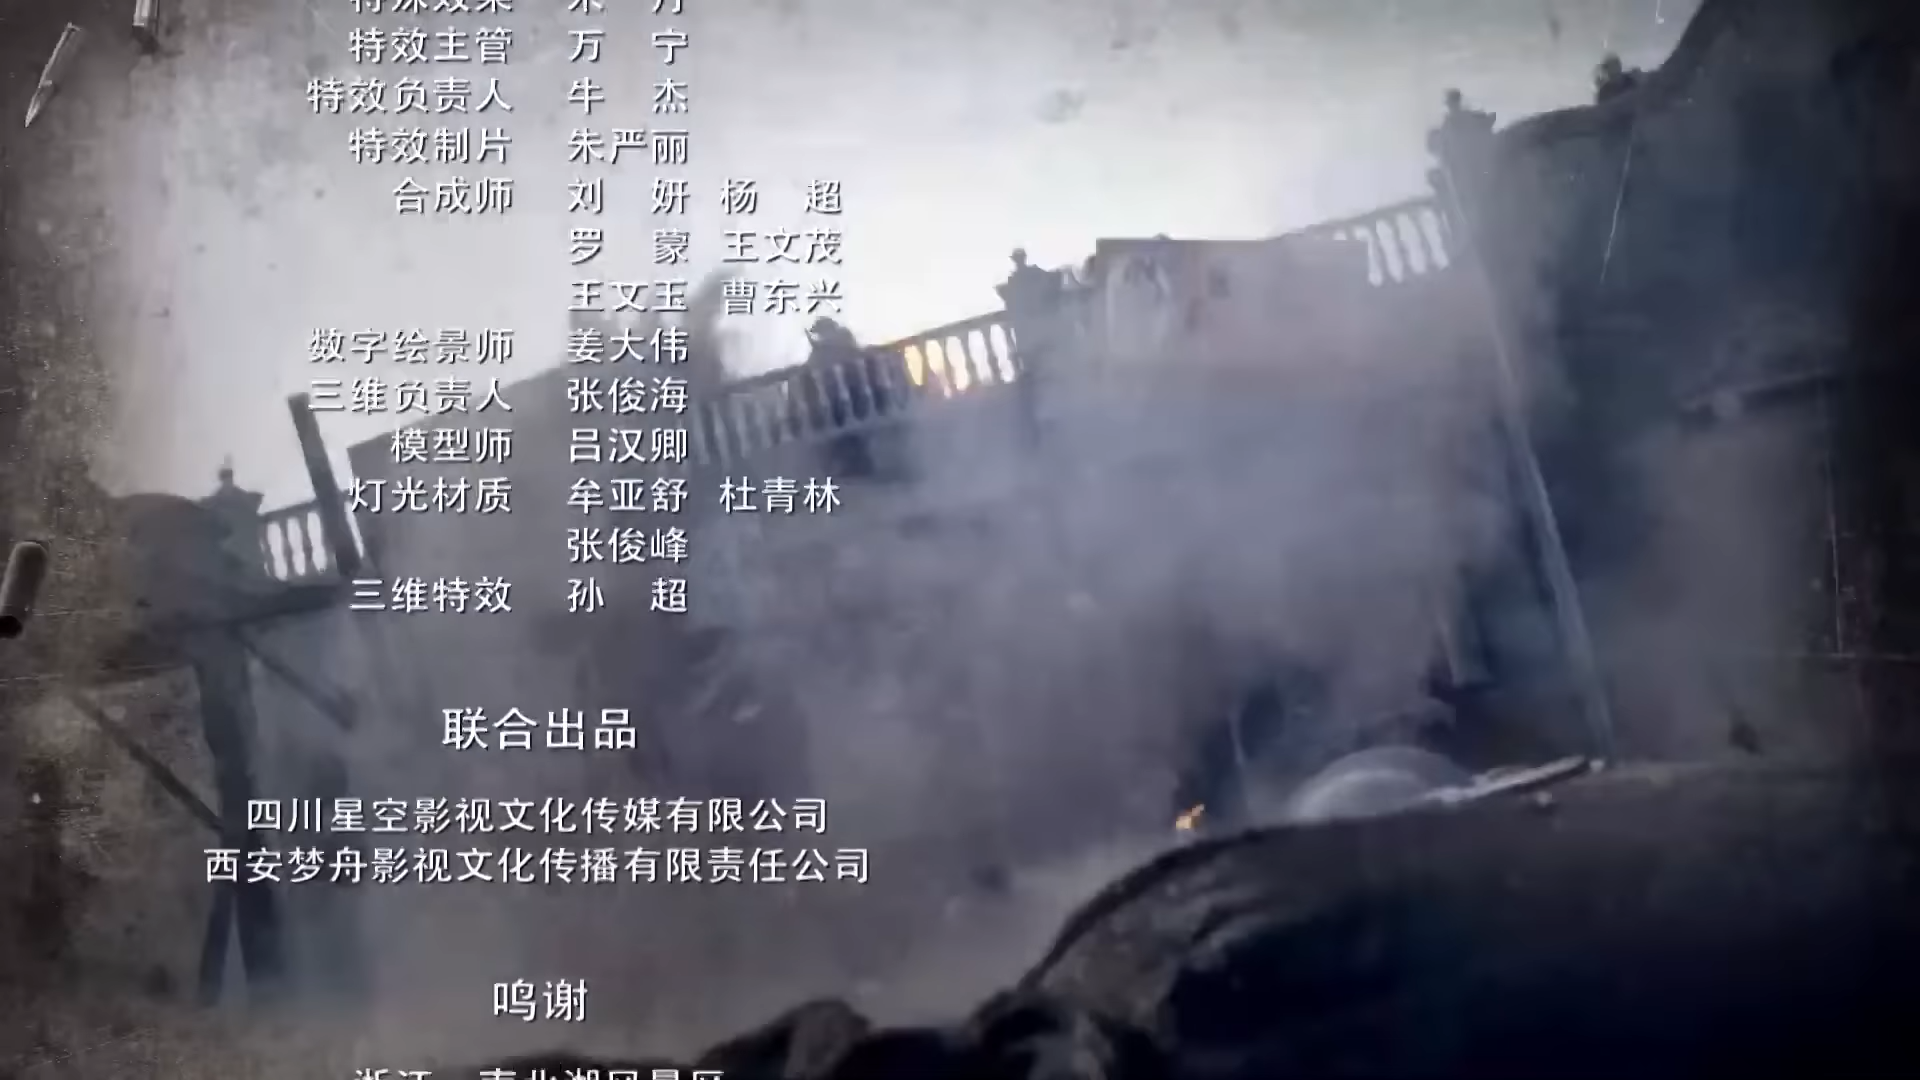 特效主管 万 宁
特效负责人 牛 杰
特效制片 朱严丽
合成师 刘 妍 杨 超
罗 蒙 王文茂
王文玉 曹东兴
数字绘景师 姜大伟
三维负责人 张俊海
模型师 吕汉卿
灯光材质 牟亚舒 杜青林
张俊峰
三维特效 孙 超
联合出品
四川星空影视文化传媒有限公司
西安梦舟影视文化传播有限责任公司
鸣谢